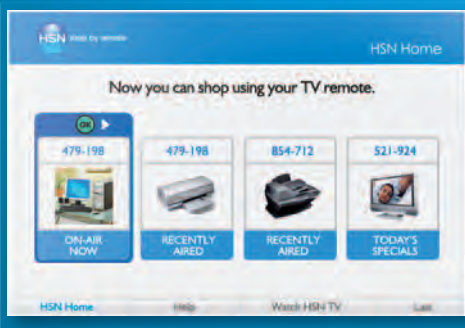 HSN shop by remote
HSN Home
Now you can shop using your TV remote.
OK
479-198
479-198
854-712
521-924
ON-AIR
NOW
RECENTLY
AIRED
RECENTLY
AIRED
TODAY'S
SPECIALS
HSN Home Help Watch HSN TV Last